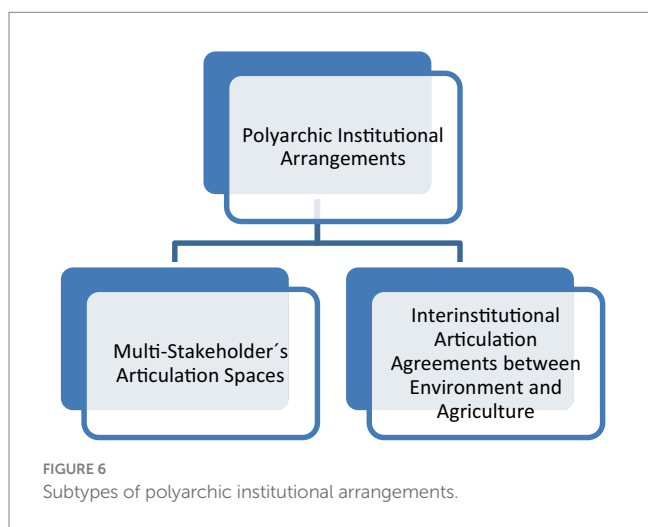 Polyarchic Institutional
Arrangements
Multi-Stakeholder´s
Articulation Spaces
Interinstitutional
Articulation
Agreements between
Environment and
Agriculture
FIGURE 6
Subtypes of polyarchic institutional arrangements.